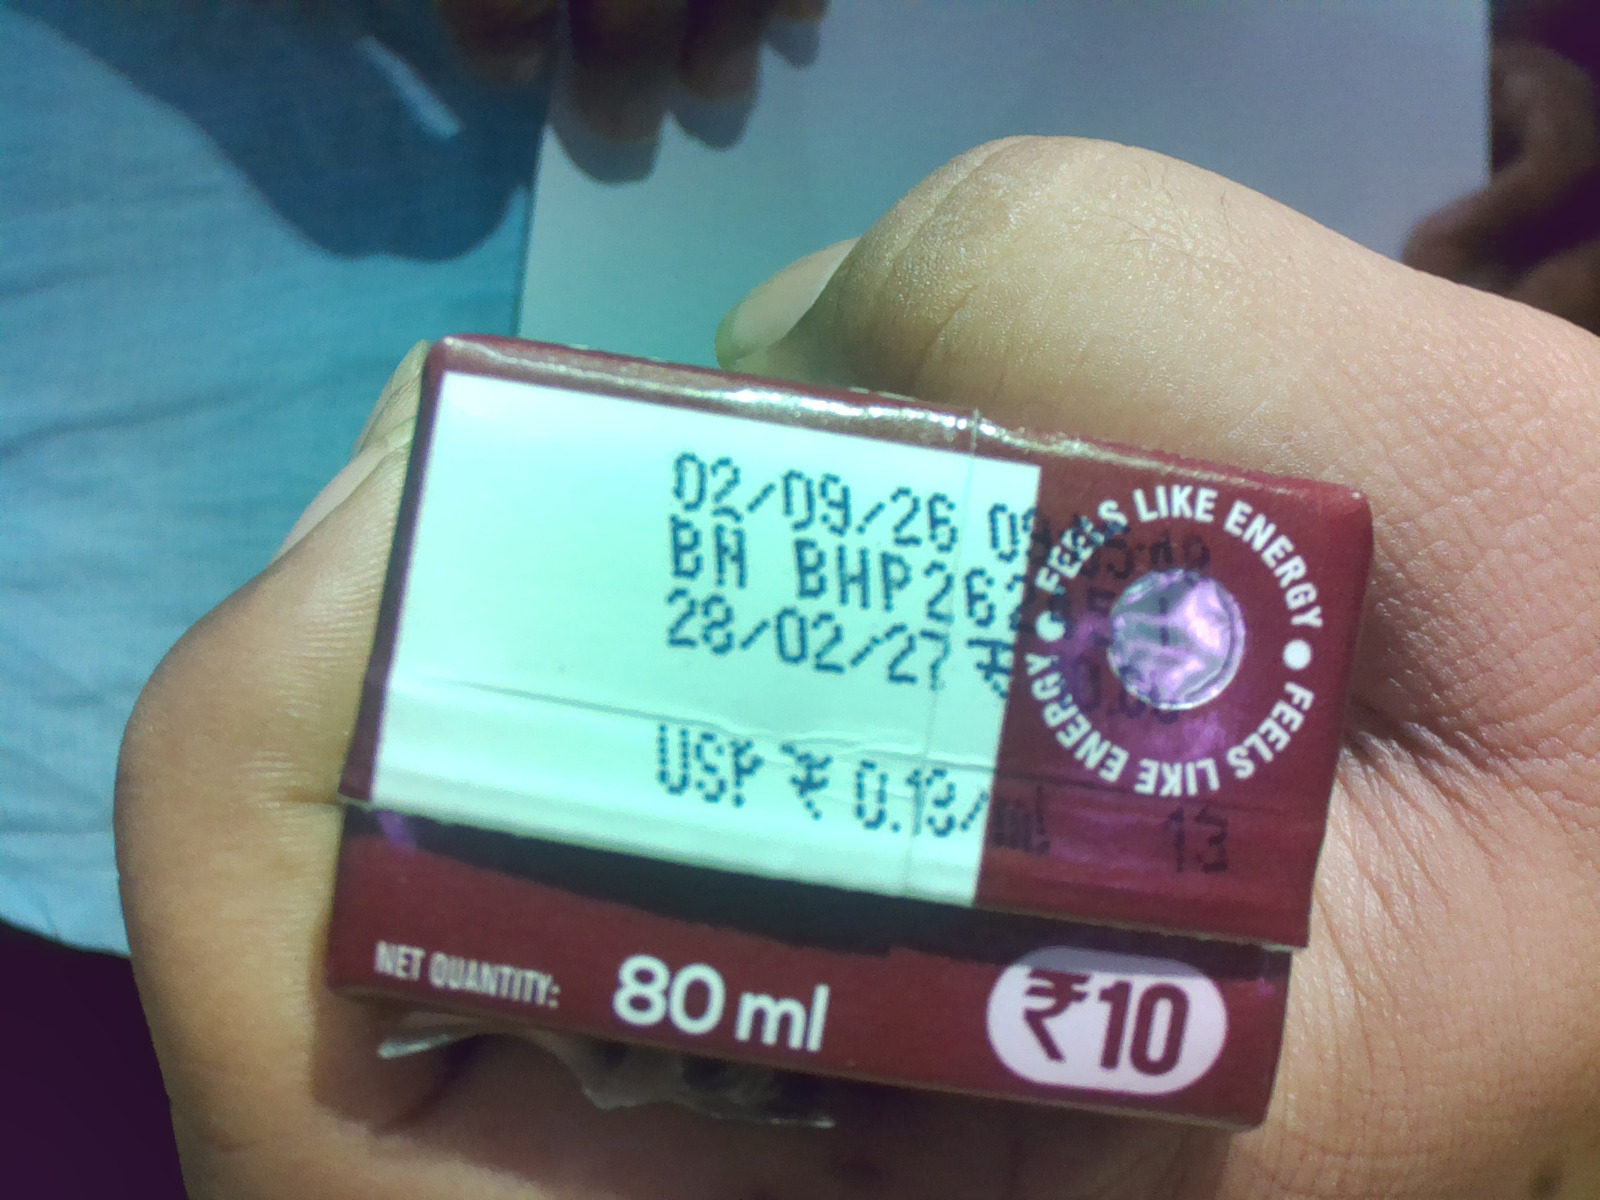 02/09/26
BN BHP262
28/02/27 ₹
USP ₹ 0.13/ml
13
FEELS LIKE ENERGY • FEELS LIKE ENERGY •
NET QUANTITY: 80 ml
₹10